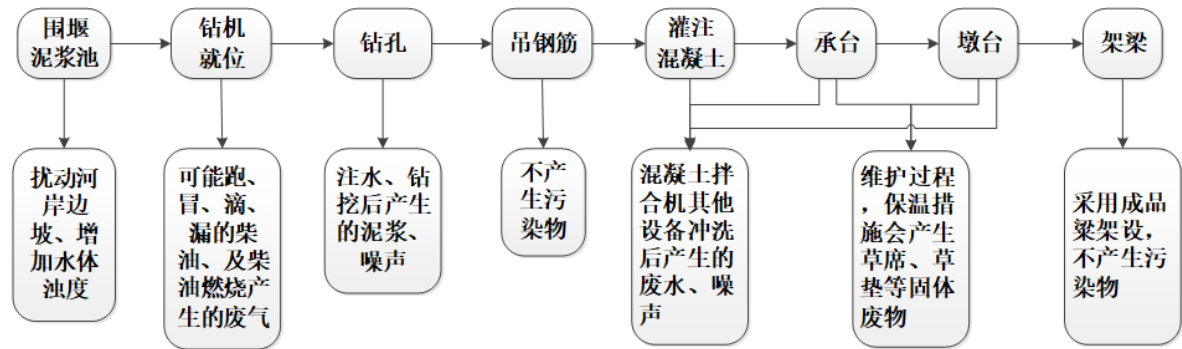 围堰
泥浆池
钻机
就位
钻孔
吊钢筋
灌注
混凝土
承台
墩台
架梁
扰动河
岸边
坡、增
加水体
浊度
可能跑、
冒、滴、
漏的柴
油、及柴
油燃烧产
生的废气
注水、钻
挖后产生
的泥浆、
噪声
不产
生污
染物
混凝土拌
合机其他
设备冲洗
后产生的
废水、噪
声
维护过程
，保温措
施会产生
草席、草
垫等固体
废物
采用成品
梁架设，
不产生污
染物